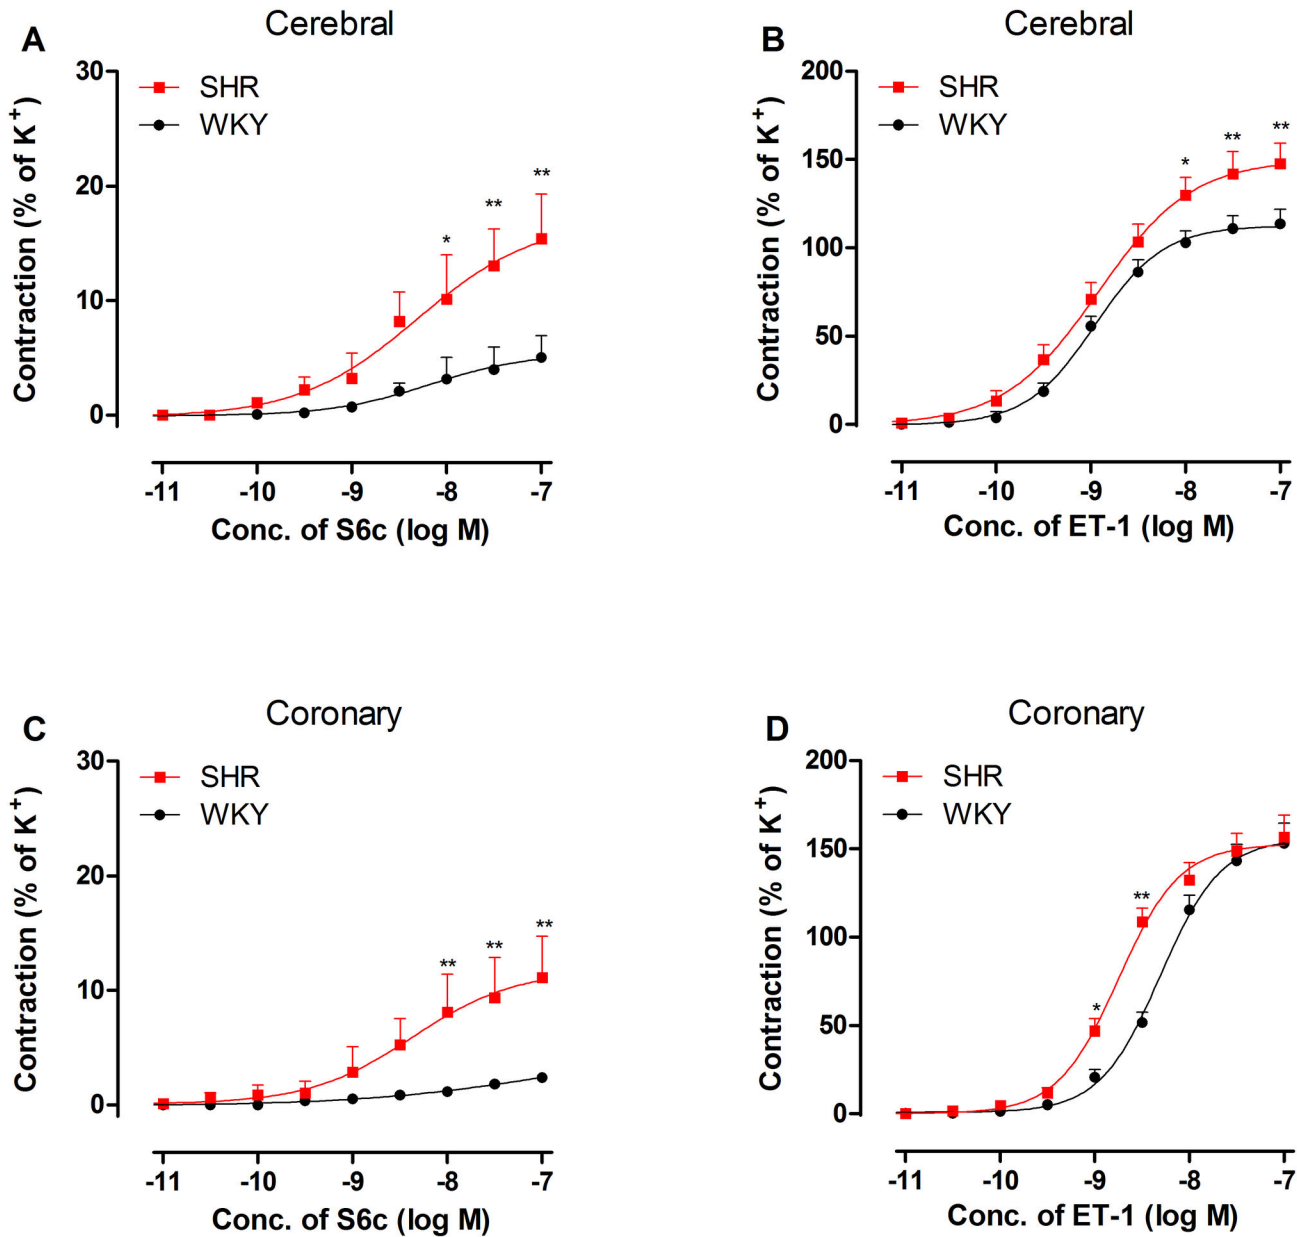 A
Cerebral
30
20
10
0
Contraction (% of K⁺)
SHR
WKY
*
**
**
-11 -10 -9 -8 -7
Conc. of S6c (log M)
B
Cerebral
200
150
100
50
0
Contraction (% of K⁺)
SHR
WKY
*
**
**
-11 -10 -9 -8 -7
Conc. of ET-1 (log M)
C
Coronary
30
20
10
0
Contraction (% of K⁺)
SHR
WKY
**
**
**
-11 -10 -9 -8 -7
Conc. of S6c (log M)
D
Coronary
200
150
100
50
0
Contraction (% of K⁺)
SHR
WKY
*
**
-11 -10 -9 -8 -7
Conc. of ET-1 (log M)